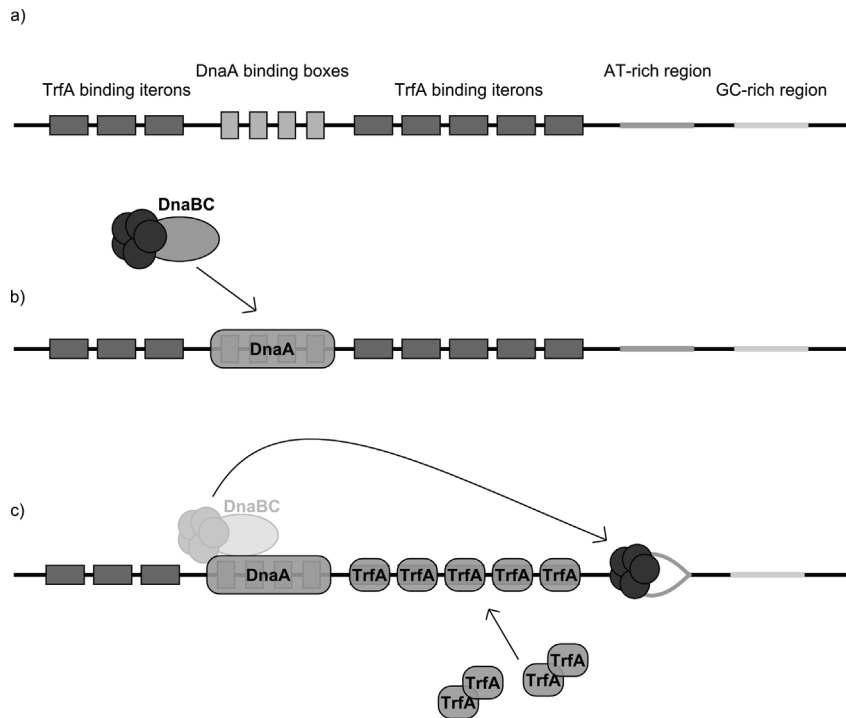 a)
DnaA binding boxes
AT-rich region
TrfA binding iterons
TrfA binding iterons
GC-rich region
DnaBC
b)
DnaA
c)
DnaBC
DnaA
TrfA
TrfA
TrfA
TrfA
TrfA
TrfA
TrfA
TrfA
TrfA